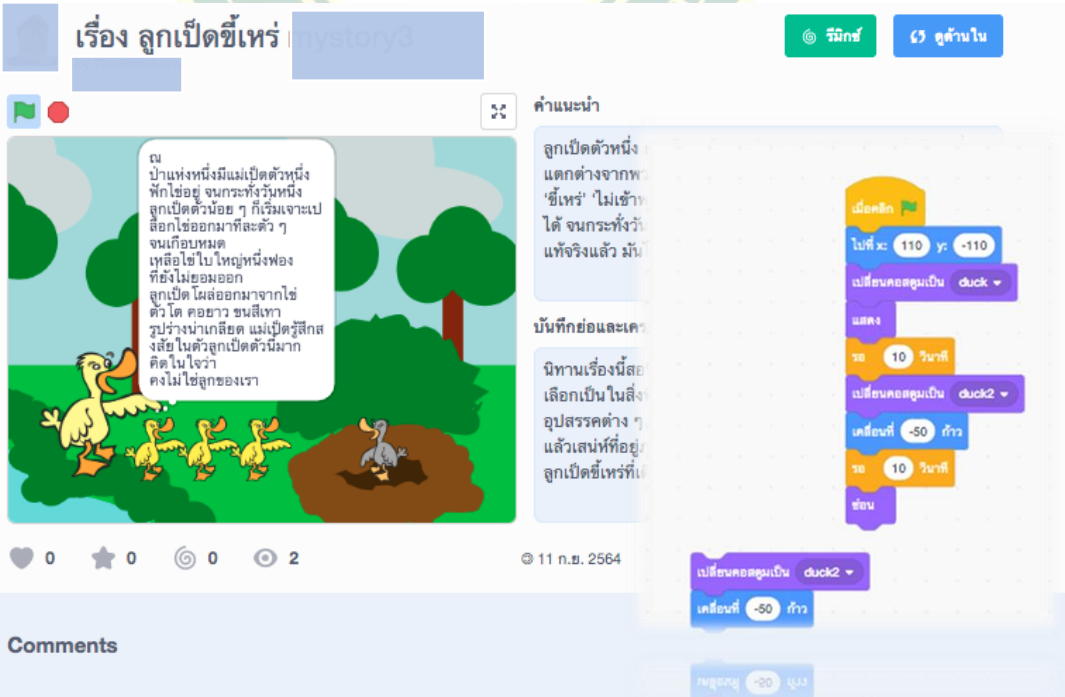 เรื่อง ลูกเป็ดขี้เหร่ mystery3
รีมิกซ์
ดูด้านใน
ณ
ป่าแห่งหนึ่งมีแม่เป็ดตัวหนึ่ง
ฟักไข่อยู่ จนกระทั่งวันหนึ่ง
ลูกเป็ดตัวน้อย ๆ ก็เริ่มเจาะเป
ลือกไข่ออกมาทีละตัว ๆ
จนเกือบหมด
เหลือไข่ใบใหญ่หนึ่งฟอง
ที่ยังไม่ยอมออก
ลูกเป็ดโผล่ออกมาจากไข่
ตัวโต คอยาว ขนสีเทา
รูปร่างน่าเกลียด แม่เป็ดรู้สึกส
งสัยในตัวลูกเป็ดตัวนี้มาก
คิดในใจว่า
คงไม่ใช่ลูกของเรา
คำแนะนำ
ลูกเป็ดตัวหนึ่ง
แตกต่างจาก
'ขี้เหร่' 'ไม่เข้า
ได้ จนกระทั่งวัน
แท้จริงแล้ว มัน
บันทึกย่อและ
นิทานเรื่องนี้
เลือกเป็นในสิ่ง
อุปสรรคต่าง ๆ
แล้วเสน่ห์ที่อยู่
ลูกเป็ดขี้เหร่ที่
เมื่อคลิก
ไปที่ x: 110 y: -110
เปลี่ยนคอสตูมเป็น duck
แสดง
รอ 10 วินาที
เปลี่ยนคอสตูมเป็น duck2
เคลื่อนที่ -50 ก้าว
รอ 10 วินาที
ซ่อน
เปลี่ยนคอสตูมเป็น duck2
เคลื่อนที่ -50 ก้าว
0 0 0 2
11 ก.ย. 2564
Comments